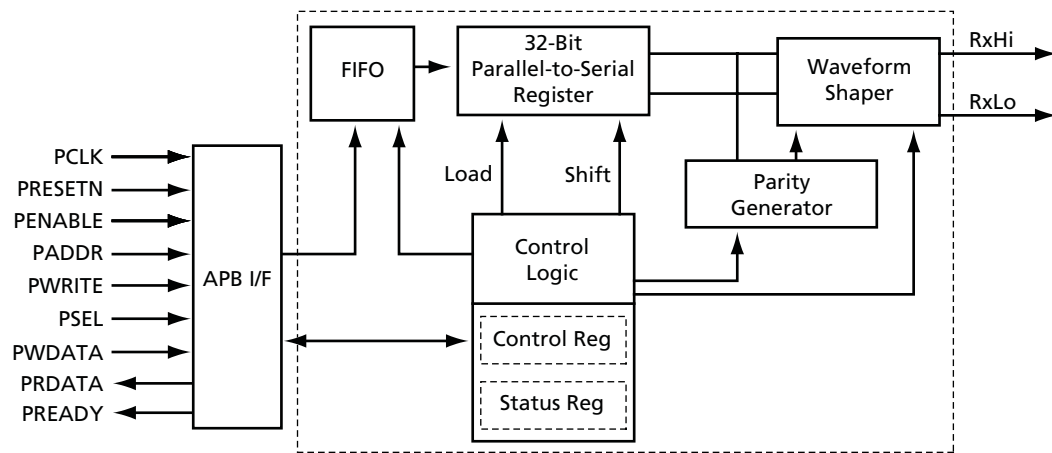 FIFO
32-Bit
Parallel-to-Serial
Register
Waveform
Shaper
RxHi
RxLo
PCLK
PRESETN
PENABLE
PADDR
PWRITE
PSEL
PWDATA
PRDATA
PREADY
APB I/F
Load
Shift
Parity
Generator
Control
Logic
Control Reg
Status Reg